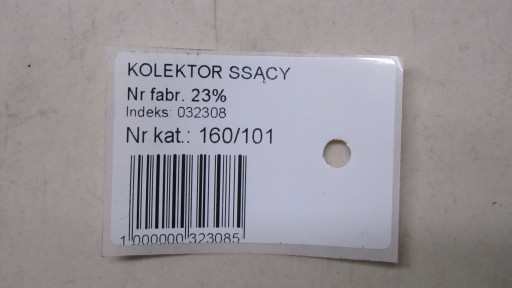 KOLEKTOR SSĄCY
Nr fabr. 23%
Indeks: 032308
Nr kat.: 160/101
1 000000 323085